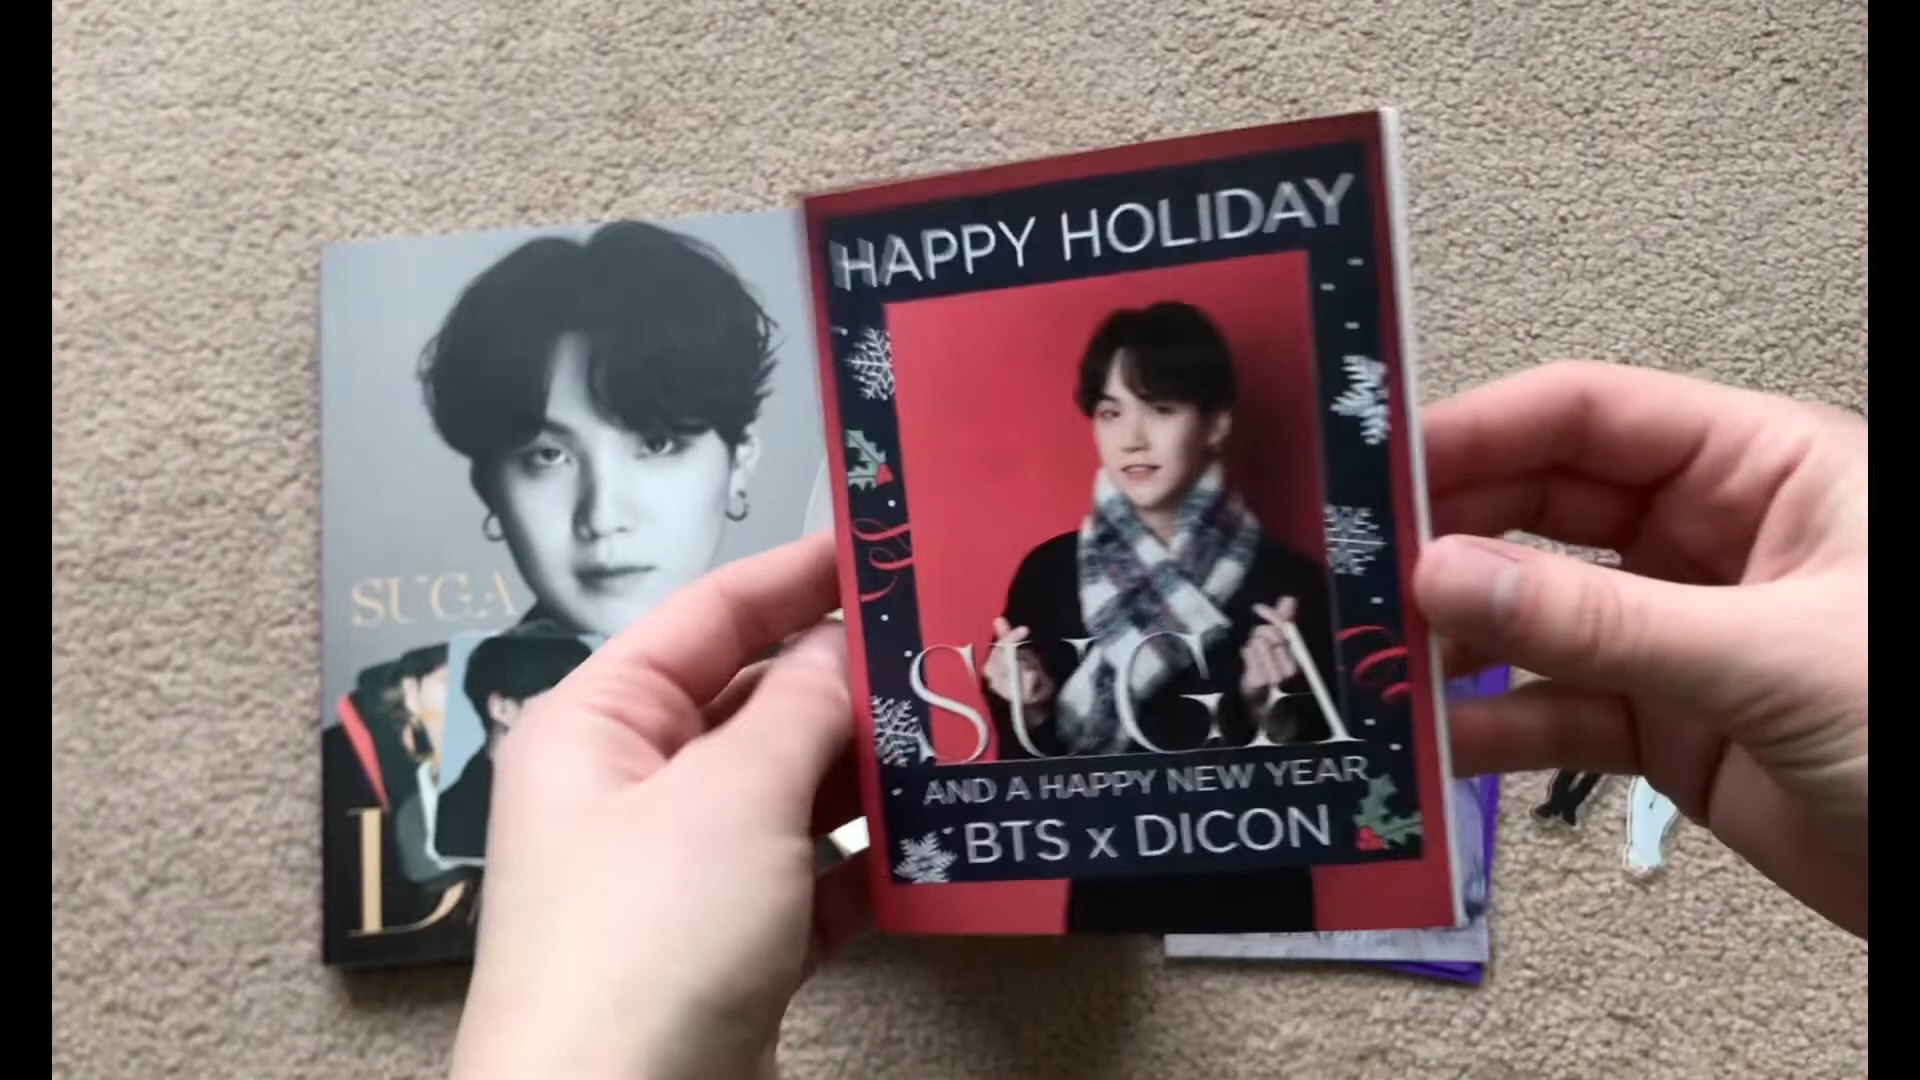 SUGA
HAPPY HOLIDAY
SUGA
AND A HAPPY NEW YEAR
BTS x DICON